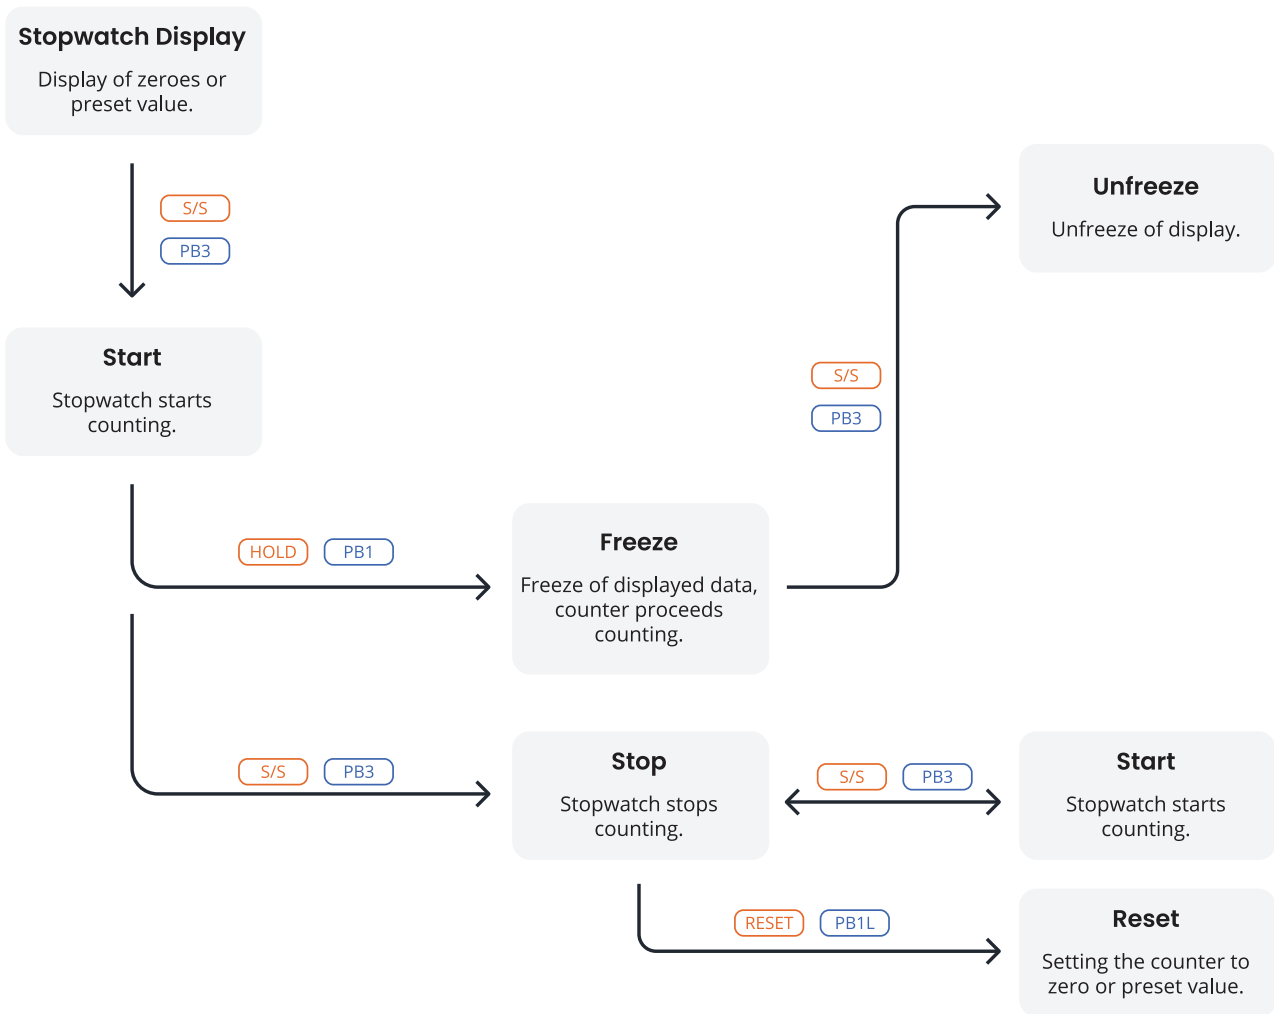 Stopwatch Display
Display of zeroes or
preset value.
S/S
PB3
Start
Stopwatch starts
counting.
HOLD PB1
Freeze
Freeze of displayed data,
counter proceeds
counting.
S/S
PB3
Unfreeze
Unfreeze of display.
S/S PB3
Stop
Stopwatch stops
counting.
S/S PB3
Start
Stopwatch starts
counting.
RESET PB1L
Reset
Setting the counter to
zero or preset value.